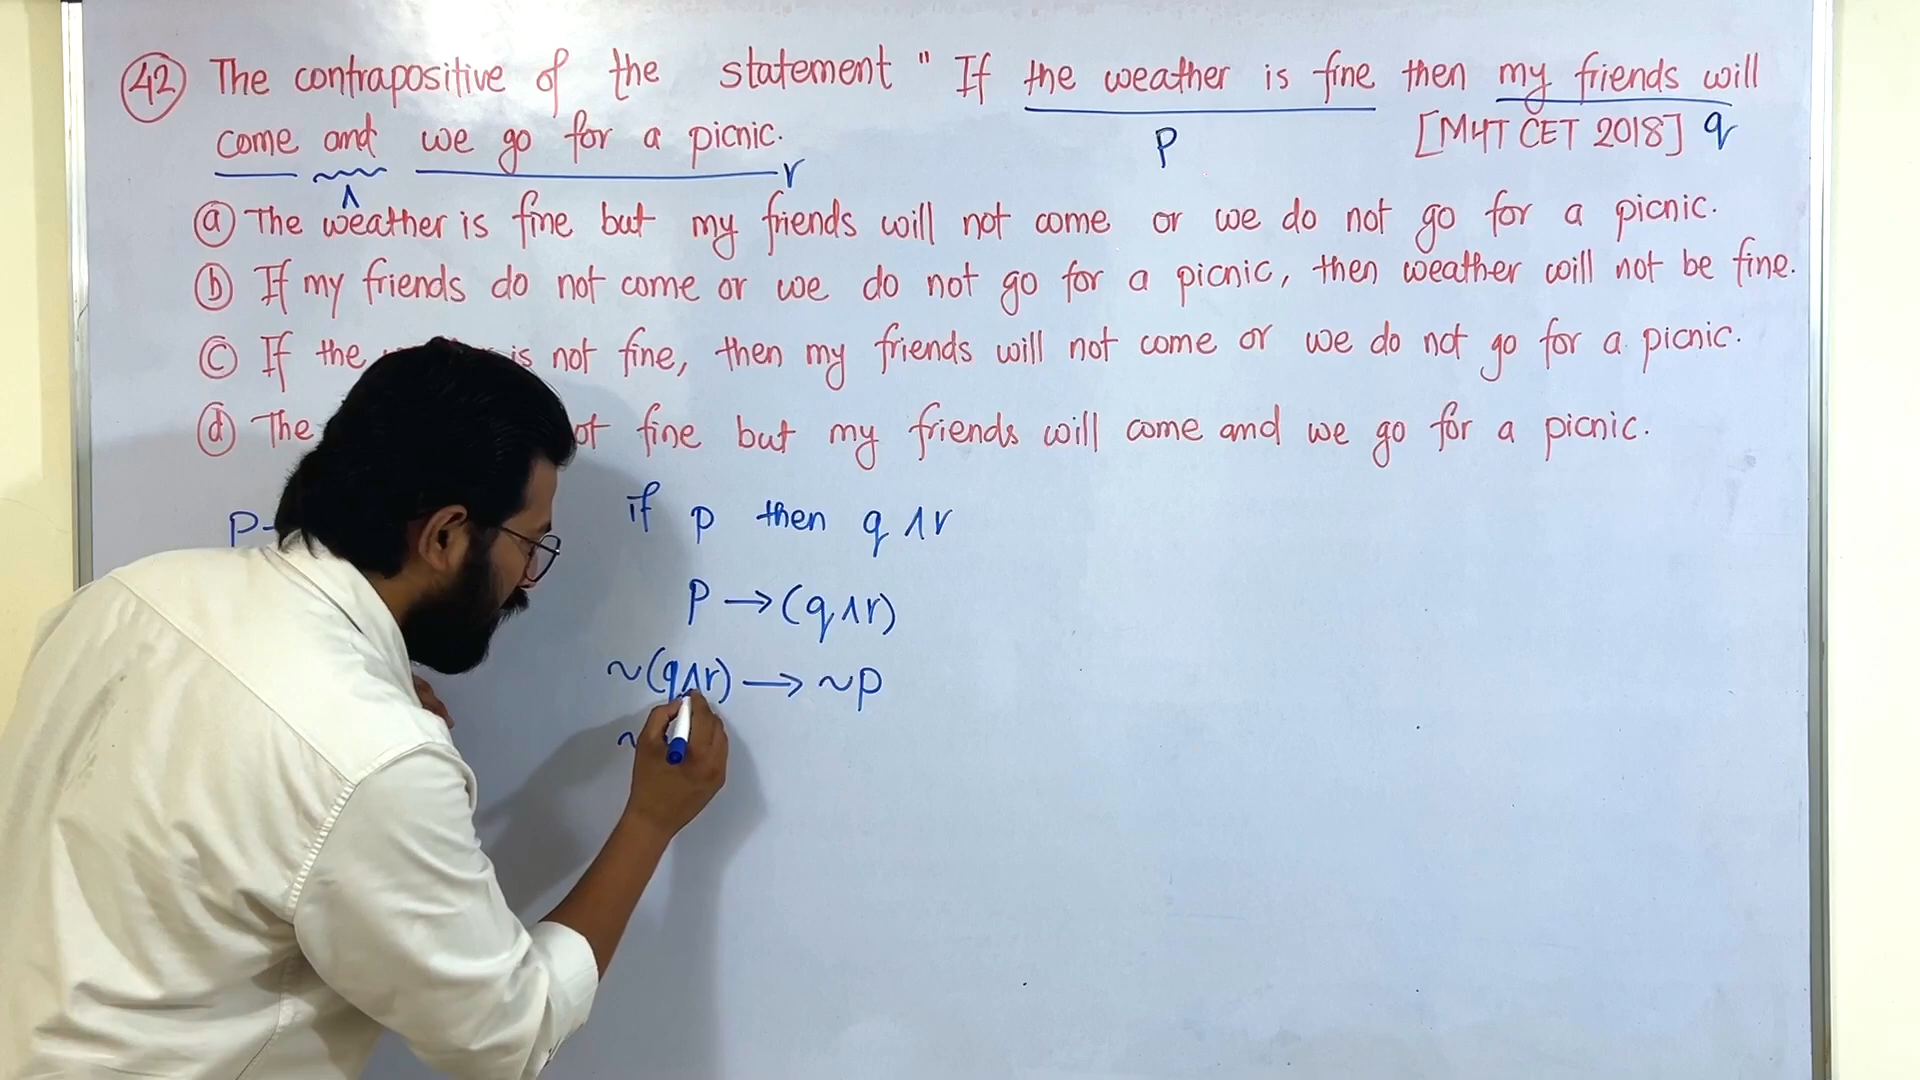 42 The contrapositive of the statement " If the weather is fine then my friends will
come and we go for a picnic. [MHT CET 2018]
p q
∧ r
a The weather is fine but my friends will not come or we do not go for a picnic.
b If my friends do not come or we do not go for a picnic, then weather will not be fine.
c If the is not fine, then my friends will not come or we do not go for a picnic.
d The fine but my friends will come and we go for a picnic.
P
if p then q ∧ r
p → (q ∧ r)
~(q ∧ r) → ~p
~